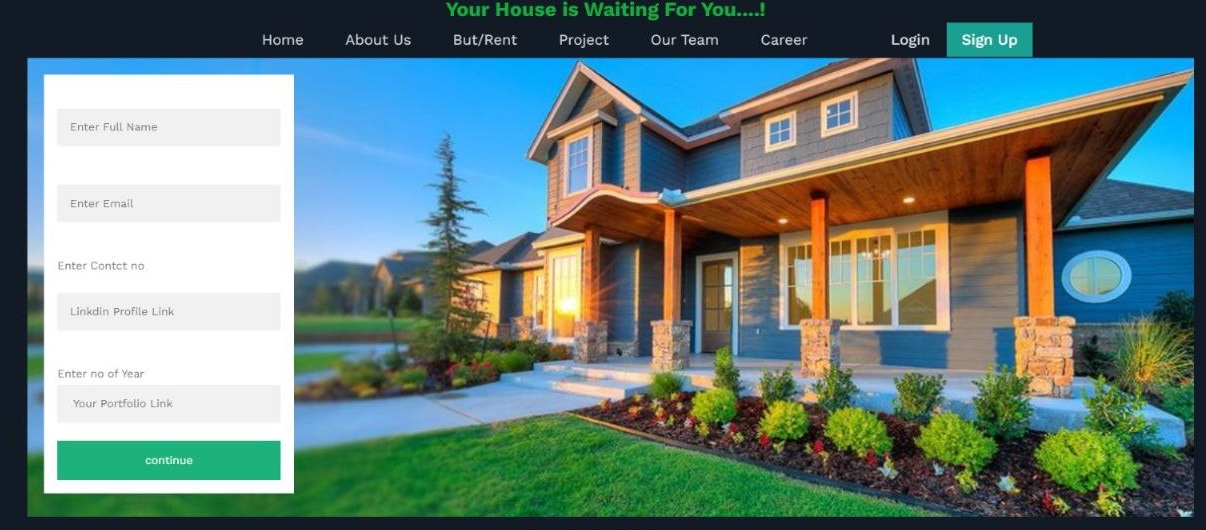 Your House is Waiting For You....!
Home About Us But/Rent Project Our Team Career Login Sign Up
Enter Full Name
Enter Email
Enter Contct no
Linkdin Profile Link
Enter no of Year
Your Portfolio Link
continue